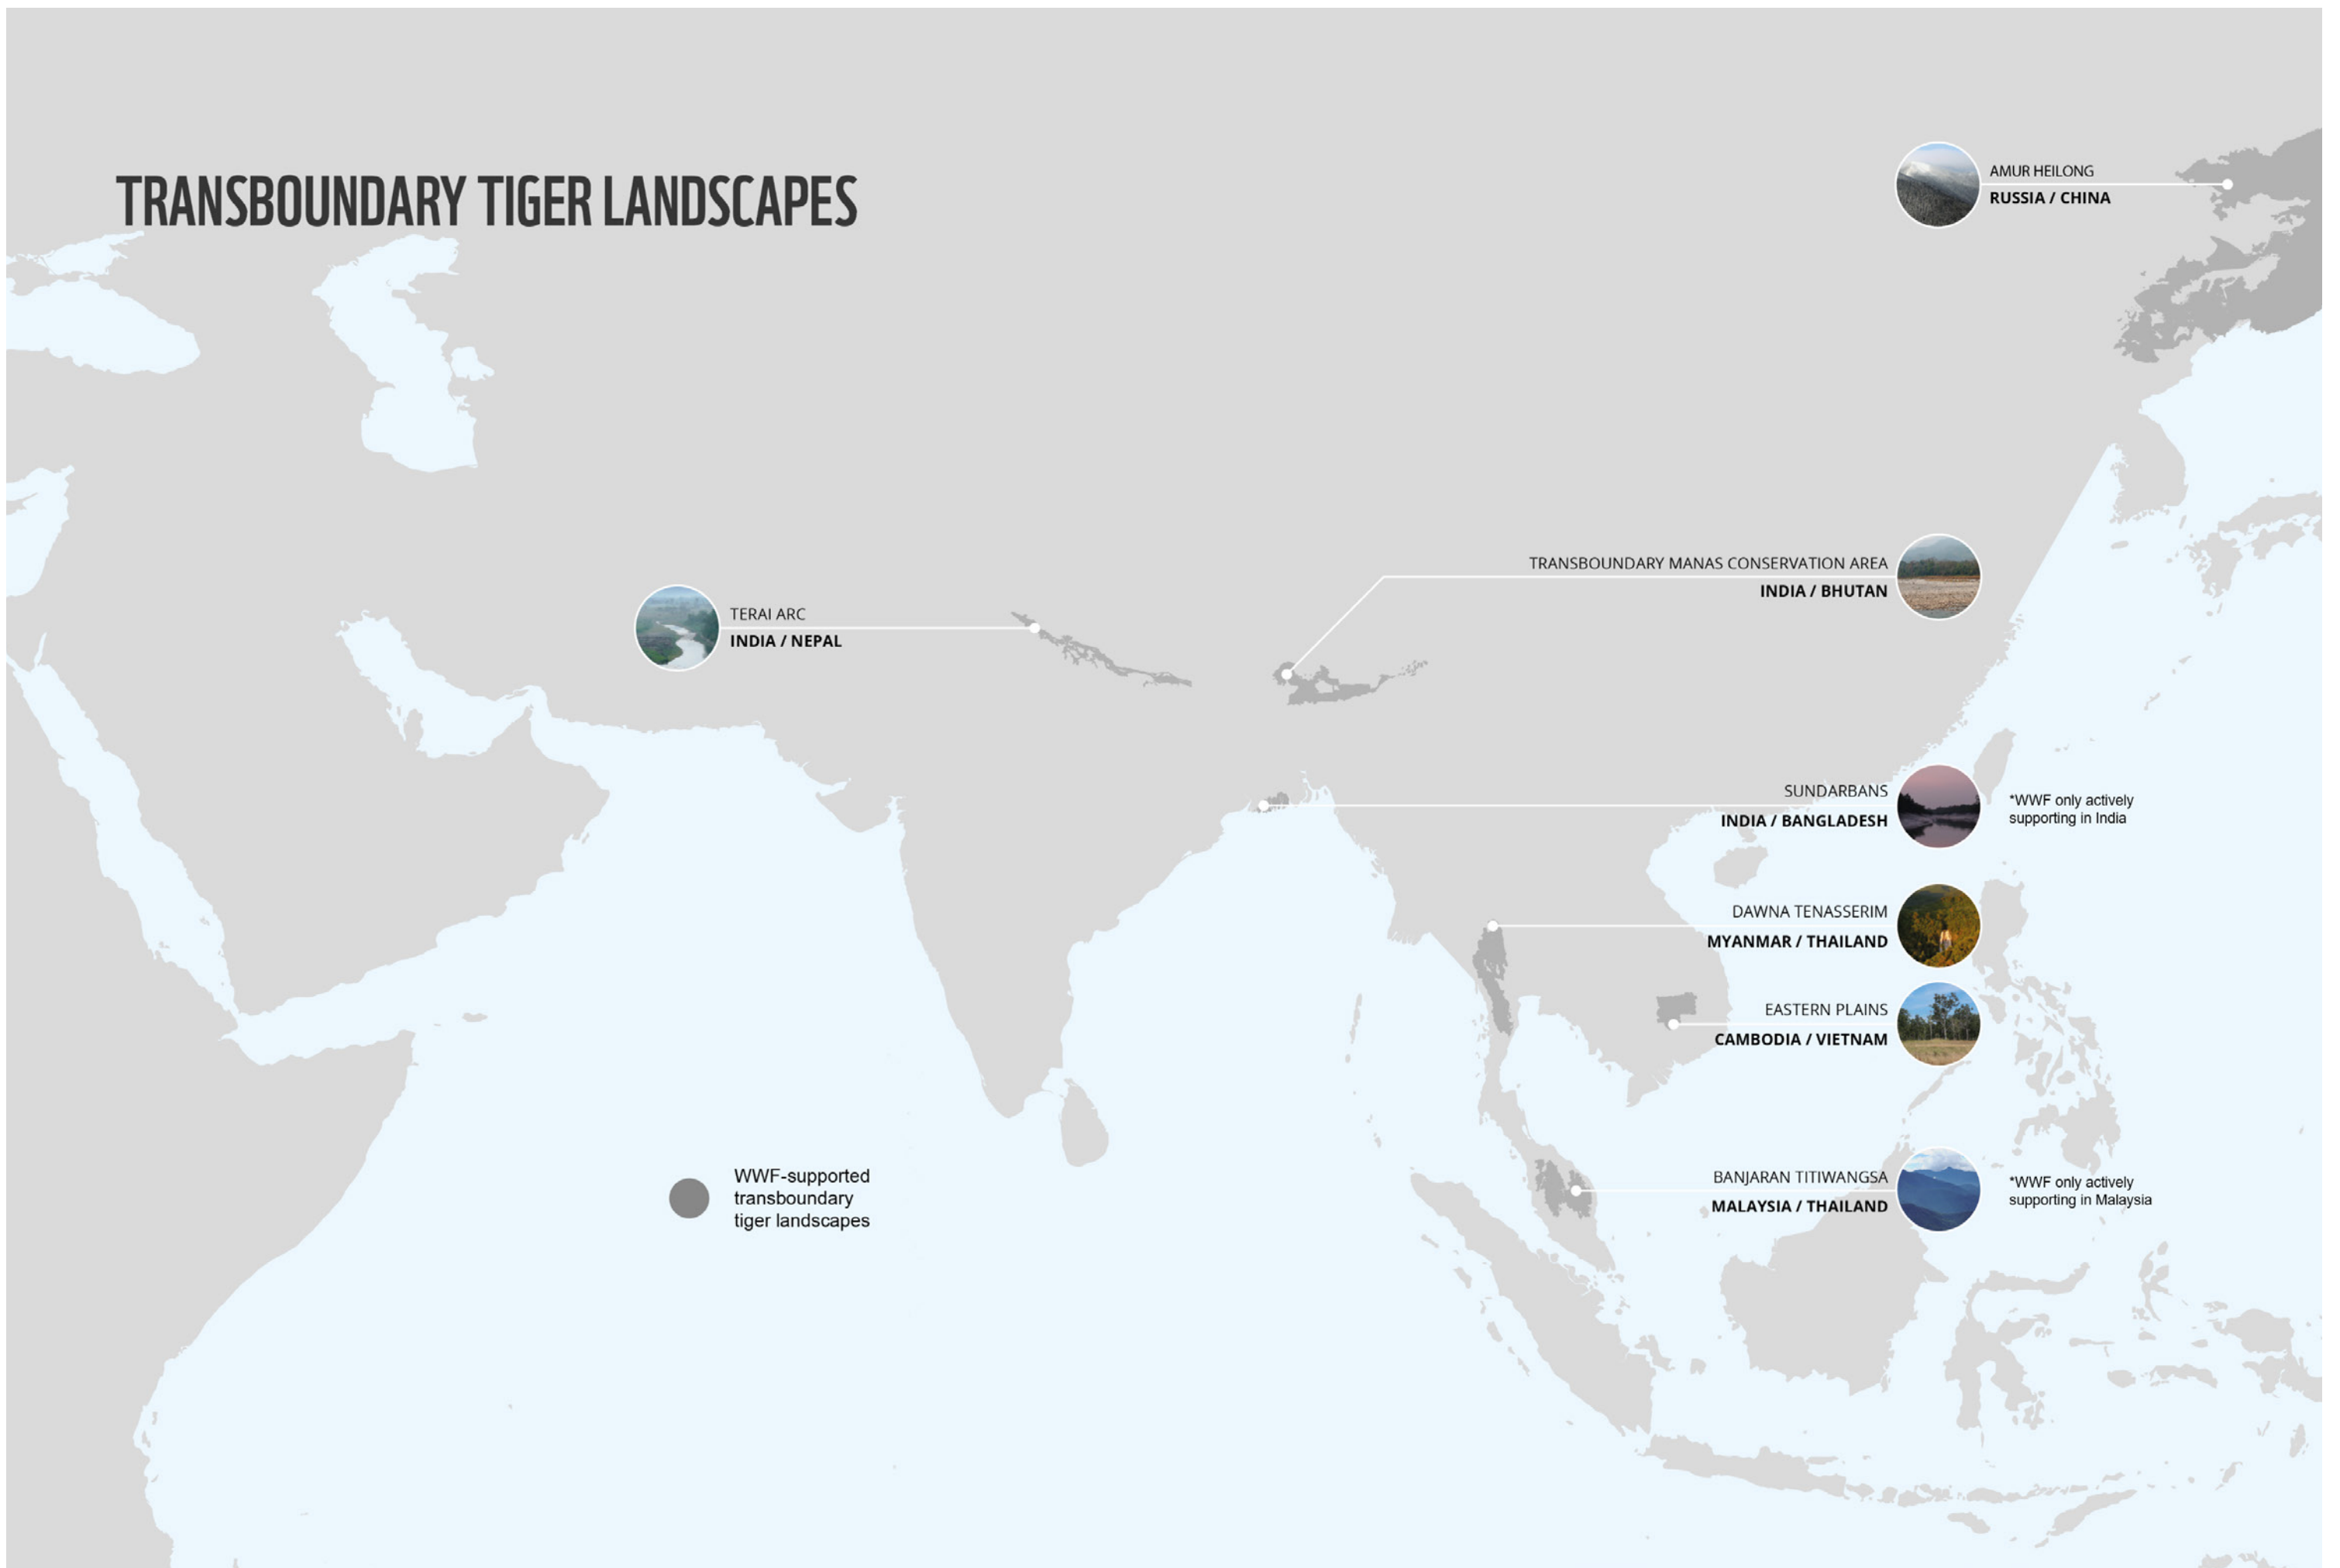 TRANSBOUNDARY TIGER LANDSCAPES
AMUR HEILONG
RUSSIA / CHINA
TRANSBOUNDARY MANAS CONSERVATION AREA
INDIA / BHUTAN
TERAI ARC
INDIA / NEPAL
SUNDARBANS
INDIA / BANGLADESH
*WWF only actively
supporting in India
DAWNA TENASSERIM
MYANMAR / THAILAND
EASTERN PLAINS
CAMBODIA / VIETNAM
WWF-supported
transboundary
tiger landscapes
BANJARAN TITIWANGSA
MALAYSIA / THAILAND
*WWF only actively
supporting in Malaysia